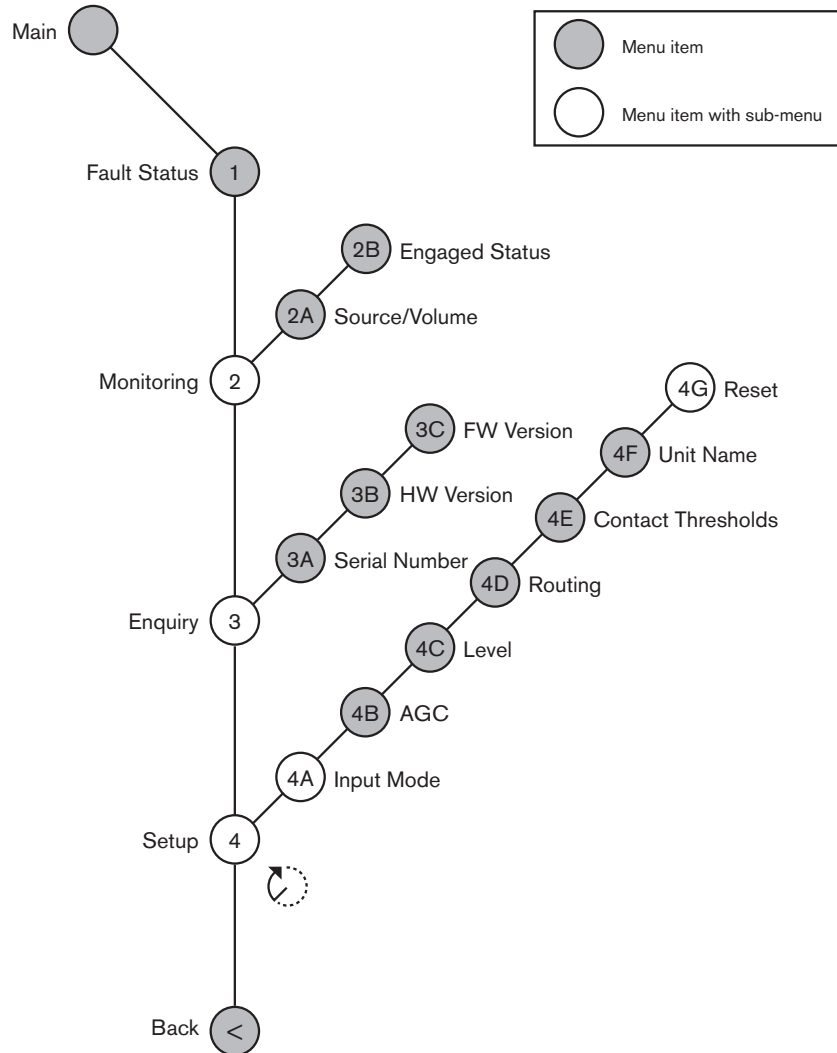 Main
Menu item
Menu item with sub-menu
Fault Status 1
2B Engaged Status
2A Source/Volume
Monitoring 2
4G Reset
3C FW Version
4F Unit Name
3B HW Version
4E Contact Thresholds
3A Serial Number
4D Routing
Enquiry 3
4C Level
4B AGC
4A Input Mode
Setup 4
Back <